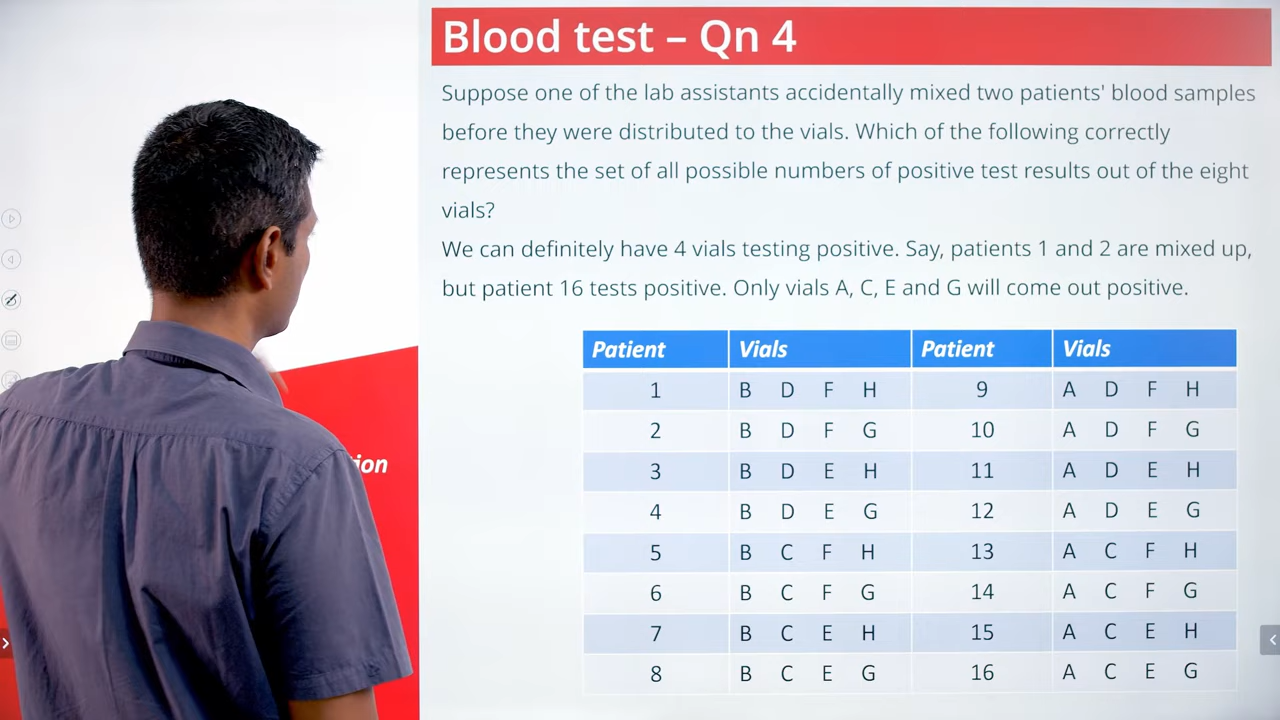 Blood test – Qn 4
Suppose one of the lab assistants accidentally mixed two patients' blood samples
before they were distributed to the vials. Which of the following correctly
represents the set of all possible numbers of positive test results out of the eight
vials?
We can definitely have 4 vials testing positive. Say, patients 1 and 2 are mixed up,
but patient 16 tests positive. Only vials A, C, E and G will come out positive.
Patient Vials Patient Vials
1 B D F H 9 A D F H
2 B D F G 10 A D F G
3 B D E H 11 A D E H
4 B D E G 12 A D E G
5 B C F H 13 A C F H
6 B C F G 14 A C F G
7 B C E H 15 A C E H
8 B C E G 16 A C E G